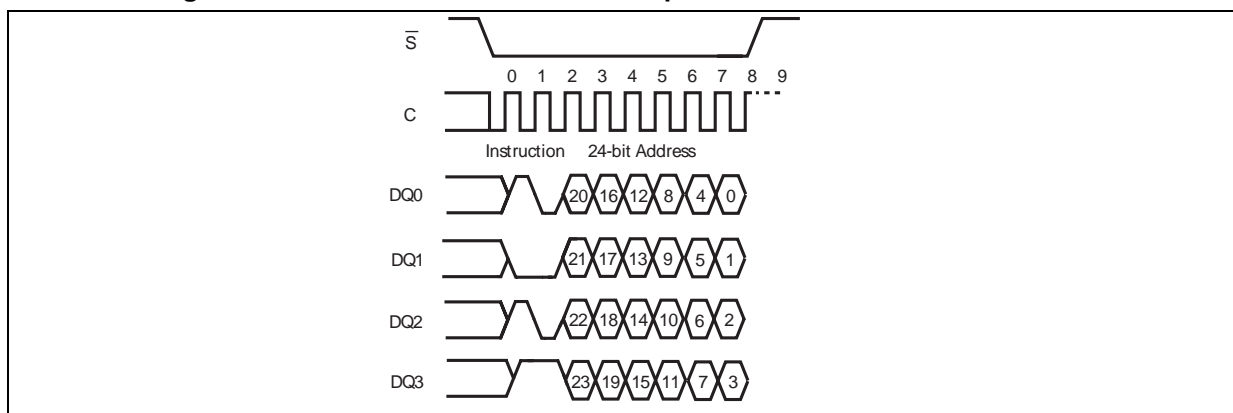 S
0 1 2 3 4 5 6 7 8 9
C
Instruction 24-bit Address
DQ0 20 16 12 8 4 0
DQ1 21 17 13 9 5 1
DQ2 22 18 14 10 6 2
DQ3 23 19 15 11 7 3